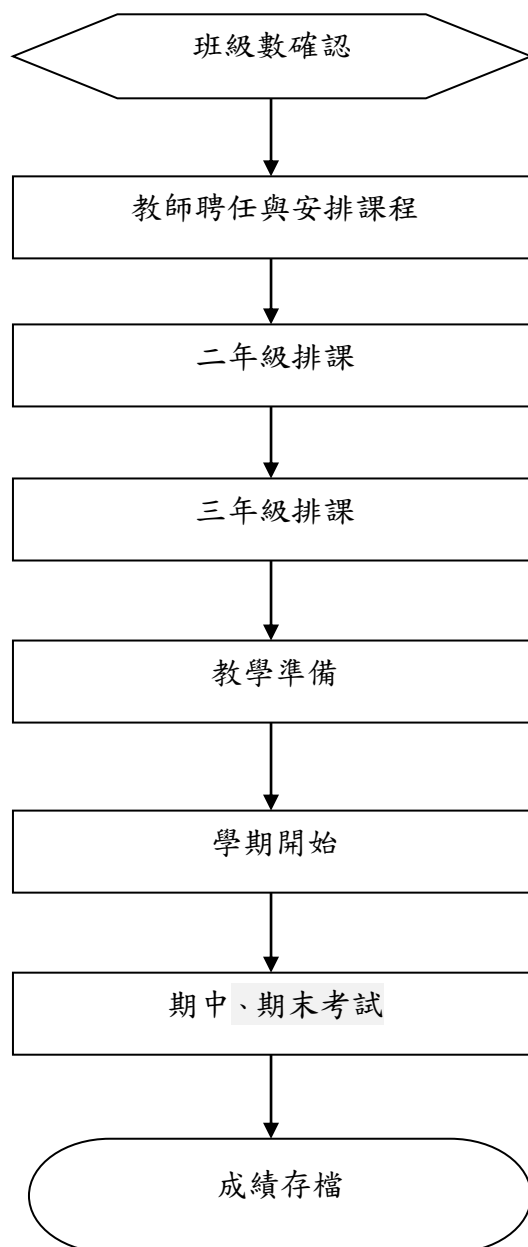 班級數確認
教師聘任與安排課程
二年級排課
三年級排課
教學準備
學期開始
期中、期末考試
成績存檔